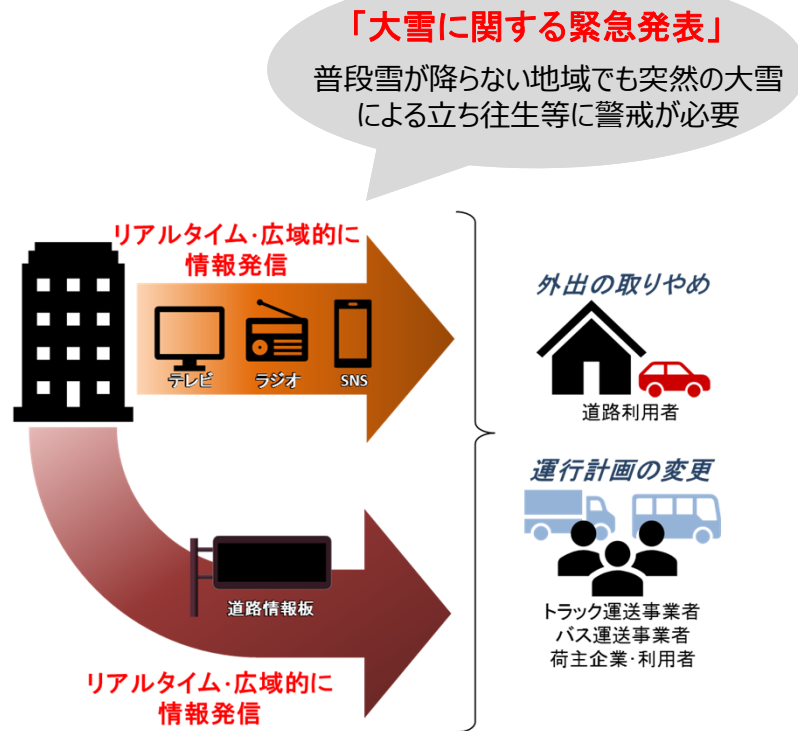 「大雪に関する緊急発表」
普段雪が降らない地域でも突然の大雪
による立ち往生等に警戒が必要
リアルタイム・広域的に
情報発信
テレビ
ラジオ
SNS
道路情報板
リアルタイム・広域的に
情報発信
外出の取りやめ
道路利用者
運行計画の変更
トラック運送事業者
バス運送事業者
荷主企業・利用者